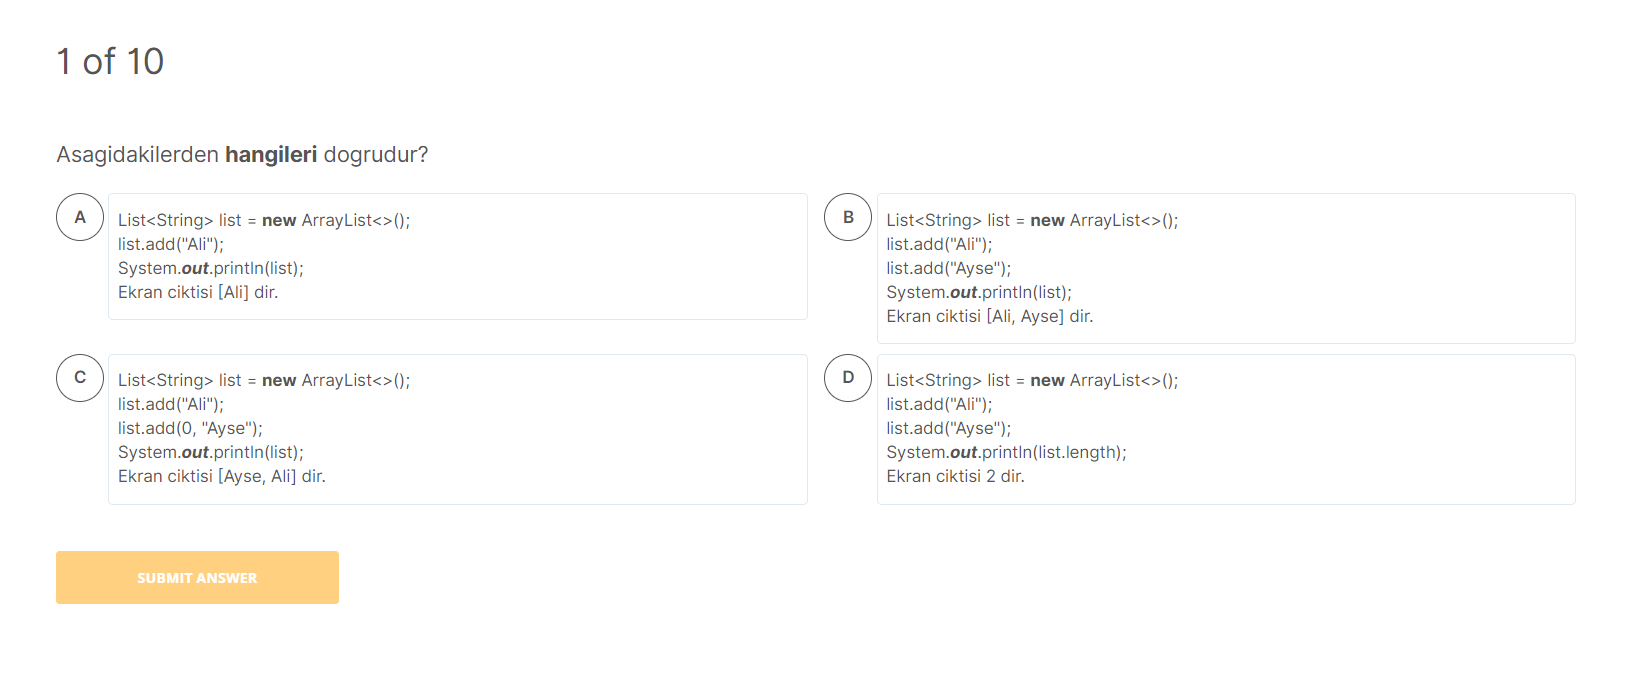 1 of 10
Asagidakilerden hangileri dogrudur?
A
List<String> list = new ArrayList<>();
list.add("Ali");
System.out.println(list);
Ekran ciktisi [Ali] dir.
B
List<String> list = new ArrayList<>();
list.add("Ali");
list.add("Ayse");
System.out.println(list);
Ekran ciktisi [Ali, Ayse] dir.
C
List<String> list = new ArrayList<>();
list.add("Ali");
list.add(0, "Ayse");
System.out.println(list);
Ekran ciktisi [Ayse, Ali] dir.
D
List<String> list = new ArrayList<>();
list.add("Ali");
list.add("Ayse");
System.out.println(list.length);
Ekran ciktisi 2 dir.
SUBMIT ANSWER